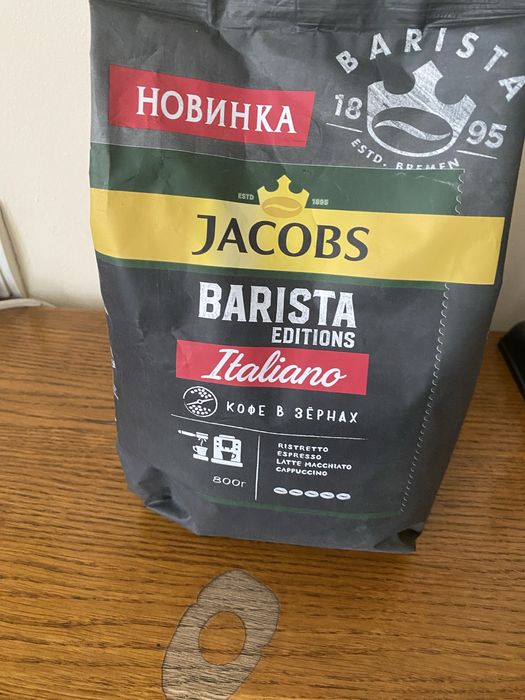 BARISTA
18 95
ESTD. BREMEN
НОВИНКА
ESTD 1895
JACOBS
BARISTA
EDITIONS
Italiano
КОФЕ В ЗЁРНАХ
RISTRETTO
ESPRESSO
LATTE MACCHIATO
CAPPUCCINO
800г